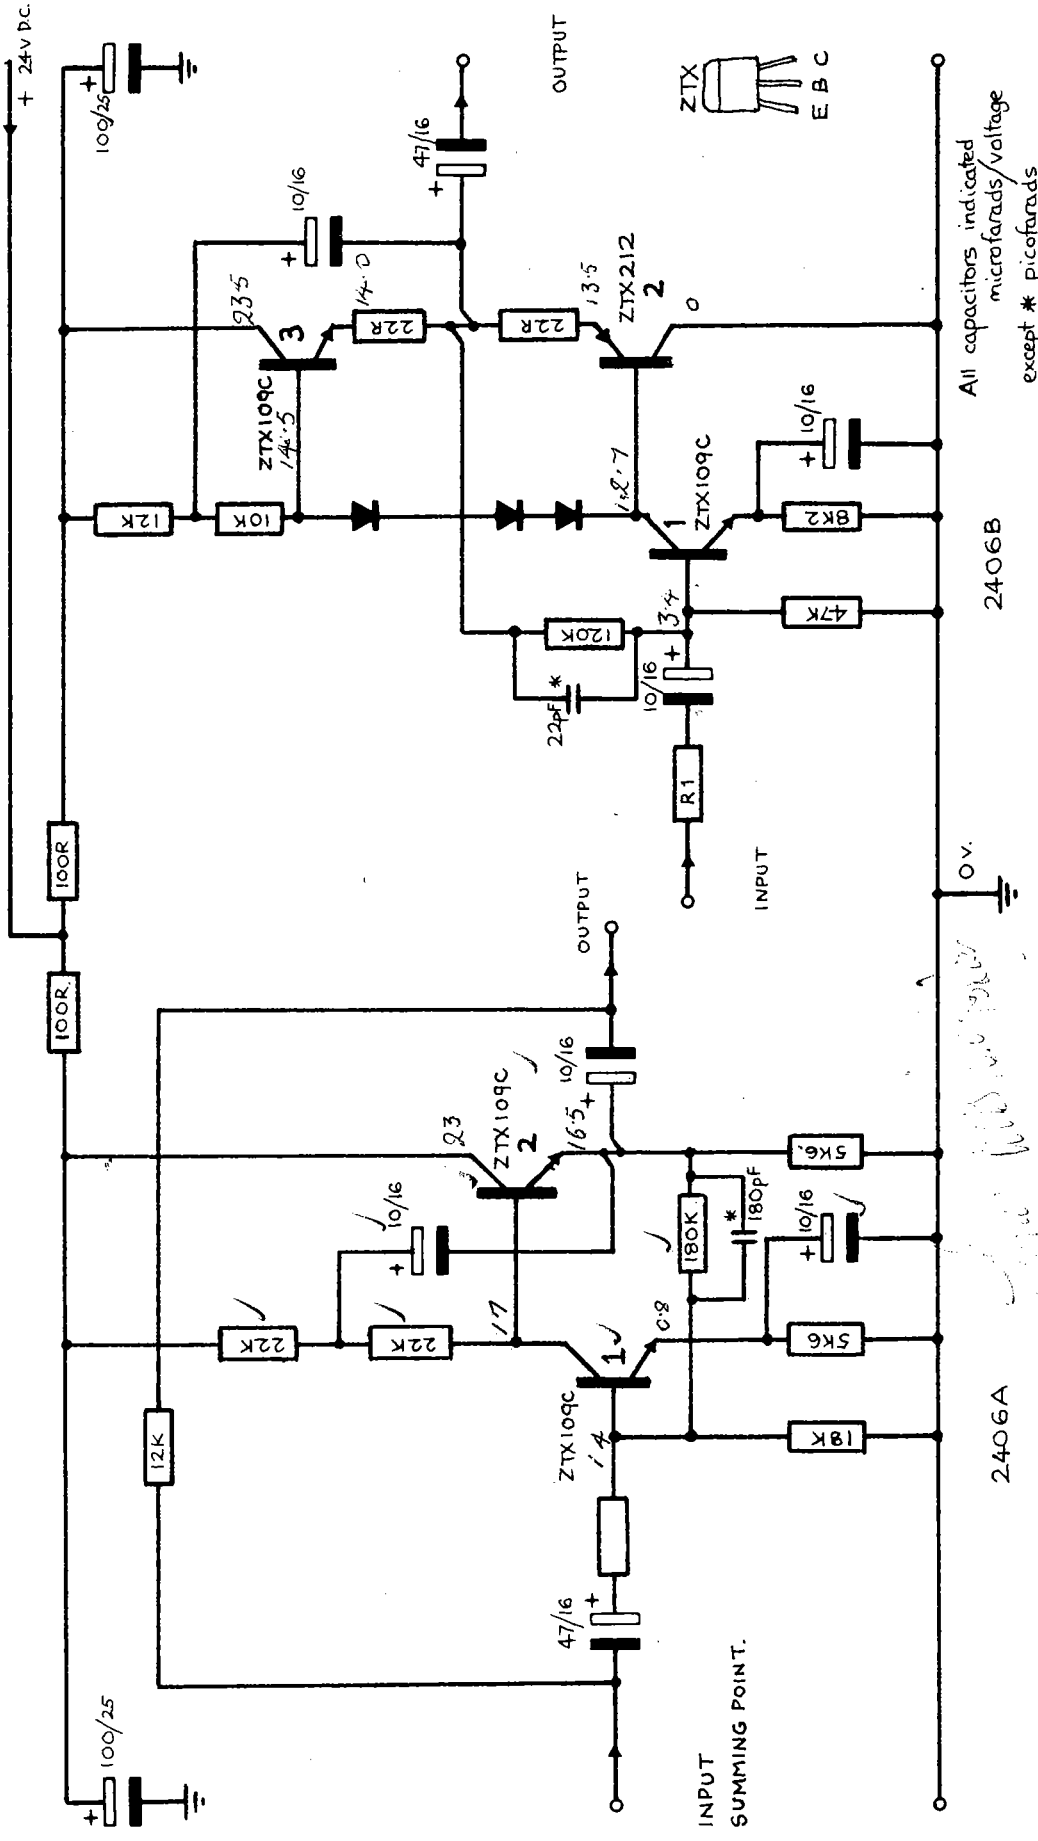 + 24V D.C.
100/25
+
100R
100R
100/25
+
12K
22K
22K
10/16
+
17
23
ZTX109C
2
16.5
10/16
+
OUTPUT
47/16
+
ZTX109C
1
1.4
0.8
180K
*
180pF
18K
5K6
10/16
+
5K6
INPUT
SUMMING POINT.
2406A
12K
10K
10/16
+
23.5
3
ZTX109C
14.5
14.0
22R
22R
47/16
+
OUTPUT
13.5
ZTX212
2
0
12.7
1
ZTX109C
120K
22pF
*
3.4
10/16
+
R1
INPUT
47K
8K2
10/16
+
0V.
2406B
ZTX
E B C
All capacitors indicated
microfarads/voltage
except * picofarads